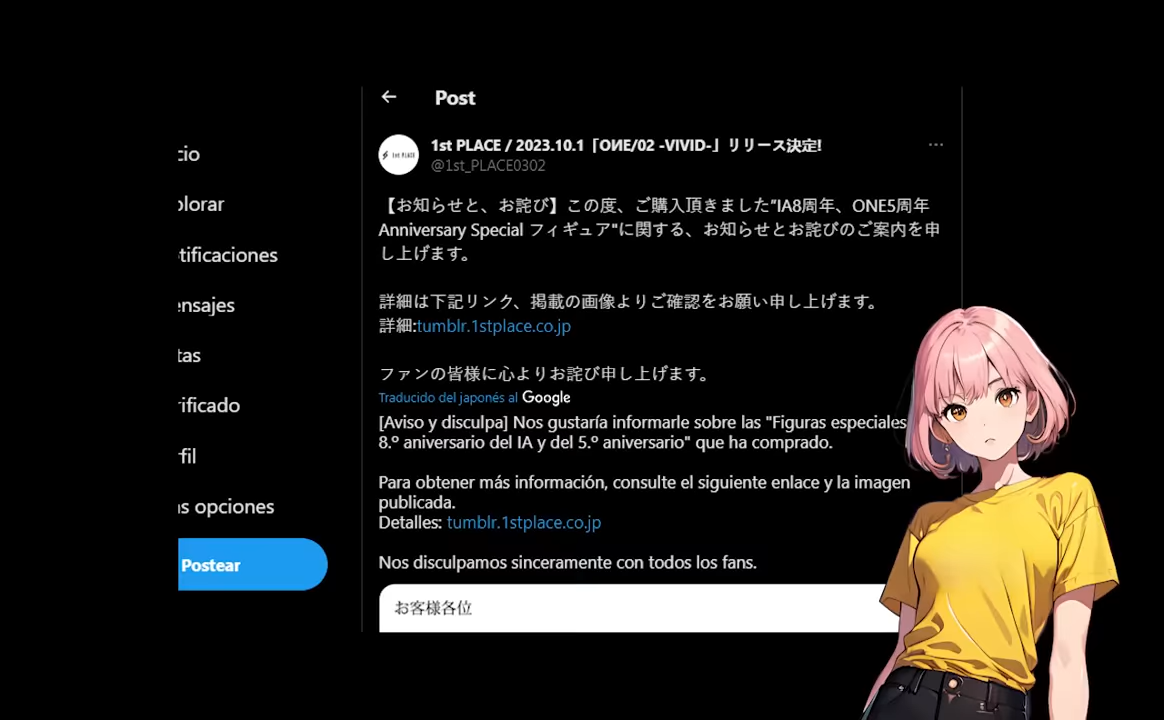 Post
1st PLACE / 2023.10.1「OИE/02 -VIVID-」リリース決定!
@1st_PLACE0302
1st PLACE
cio
plorar
tificaciones
ensajes
tas
rificado
rfil
ás opciones
Postear
【お知らせと、お詫び】この度、ご購入頂きました”IA8周年、ONE5周年
Anniversary Special フィギュア"に関する、お知らせとお詫びのご案内を申
し上げます。
詳細は下記リンク、掲載の画像よりご確認をお願い申し上げます。
詳細:tumblr.1stplace.co.jp
ファンの皆様に心よりお詫び申し上げます。
Traducido del japonés al Google
[Aviso y disculpa] Nos gustaría informarle sobre las "Figuras especiales
8.º aniversario del IA y del 5.º aniversario" que ha comprado.
Para obtener más información, consulte el siguiente enlace y la imagen
publicada.
Detalles: tumblr.1stplace.co.jp
Nos disculpamos sinceramente con todos los fans.
お客様各位